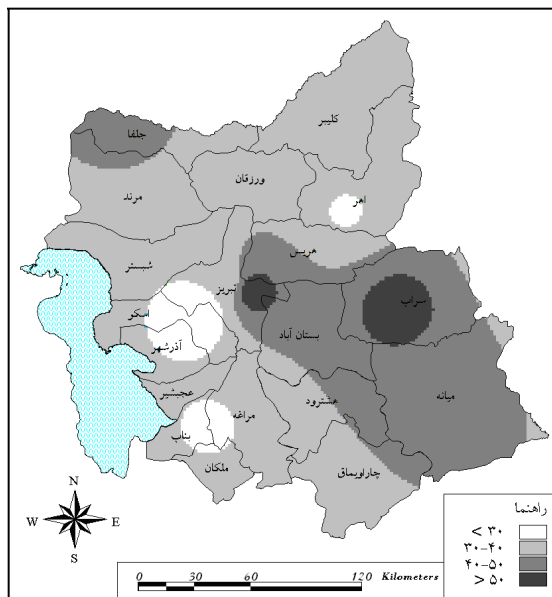 کلیبر
جلفا
ورزقان
مرند
اهر
هریس
شبستر
تبریز
سراب
اسکو
بستان آباد
آذرشهر
میانه
عجبشیر
هشترود
مراغه
بناب
ملکان
چاراویماق
N
W E
S
راهنما
< ۳۰
۳۰-۴۰
۴۰-۵۰
> ۵۰
0 30 60 120 Kilometers